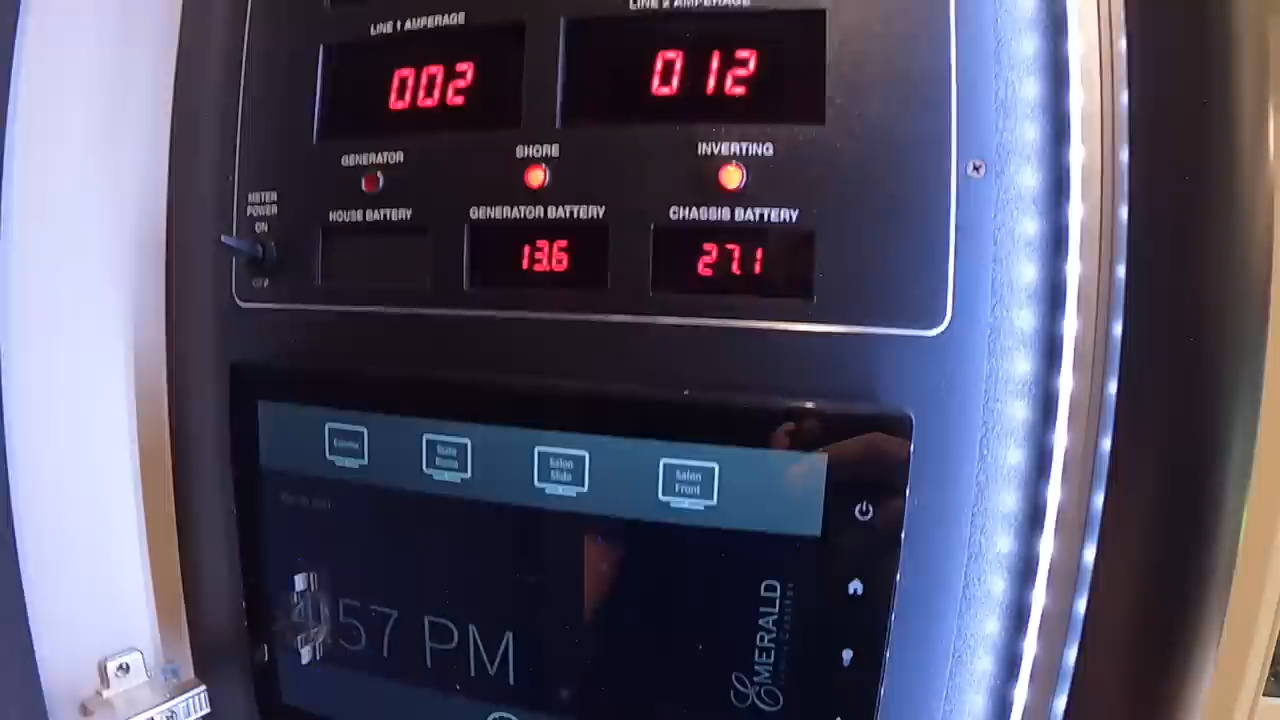 LINE 1 AMPERAGE
LINE 2 AMPERAGE
002
012
GENERATOR
SHORE
INVERTING
METER
POWER
ON
OFF
HOUSE BATTERY
GENERATOR BATTERY
CHASSIS BATTERY
13.6
27.1
Salon
Slide
Salon
Front
:57 PM
EMERALD